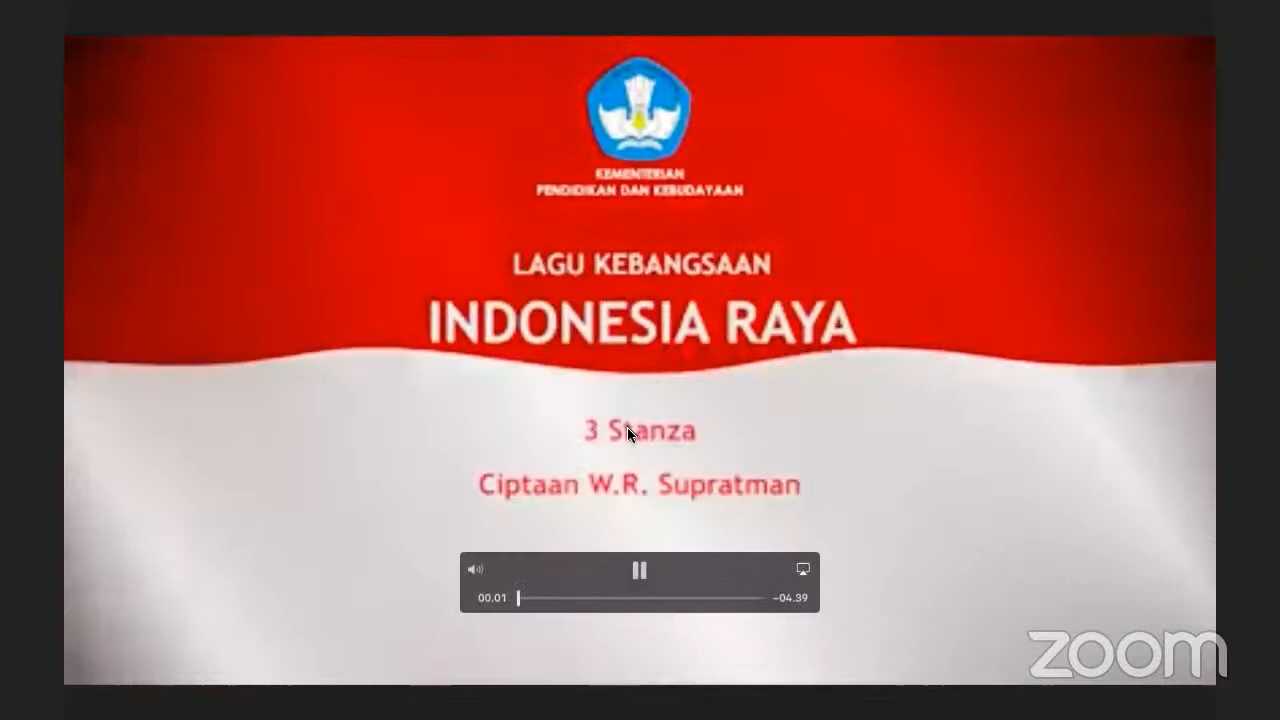 KEMENTERIAN
PENDIDIKAN DAN KEBUDAYAAN
LAGU KEBANGSAAN
INDONESIA RAYA
3 Stanza
Ciptaan W.R. Supratman
00.01
-04.39
zoom